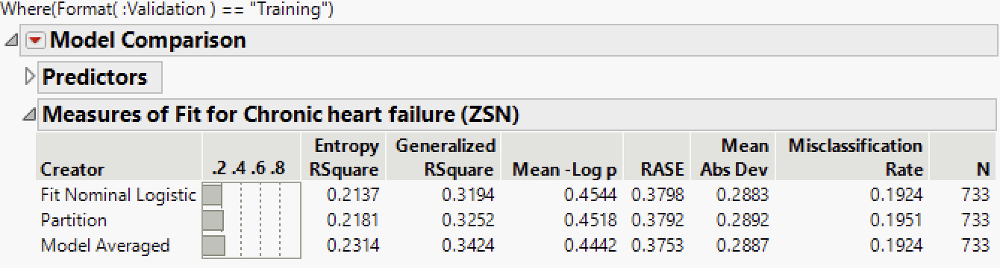 Where(Format( :Validation ) == "Training")
Model Comparison
Predictors
Measures of Fit for Chronic heart failure (ZSN)
Entropy Generalized Mean Misclassification
Creator .2 .4 .6 .8 RSquare RSquare Mean -Log p RASE Abs Dev Rate N
Fit Nominal Logistic 0.2137 0.3194 0.4544 0.3798 0.2883 0.1924 733
Partition 0.2181 0.3252 0.4518 0.3792 0.2892 0.1951 733
Model Averaged 0.2314 0.3424 0.4442 0.3753 0.2887 0.1924 733